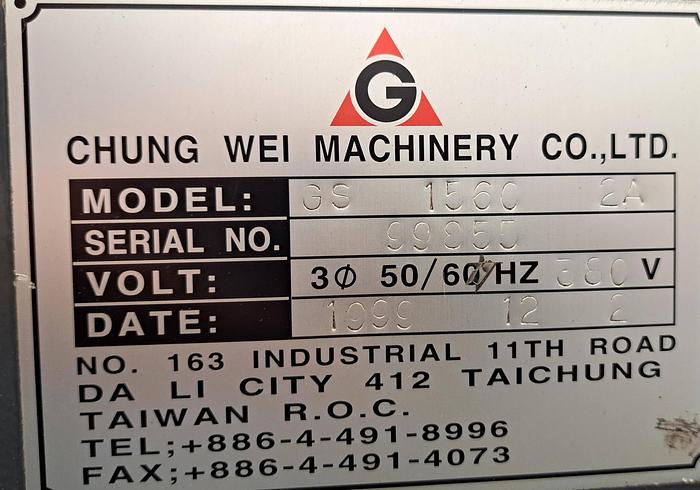 G
CHUNG WEI MACHINERY CO.,LTD.
MODEL: GS 1560 2A
SERIAL NO. 99855
VOLT: 3Ø 50/60 HZ 380 V
DATE: 1999 12 2
NO. 163 INDUSTRIAL 11TH ROAD
DA LI CITY 412 TAICHUNG
TAIWAN R.O.C.
TEL;+886-4-491-8996
FAX;+886-4-491-4073